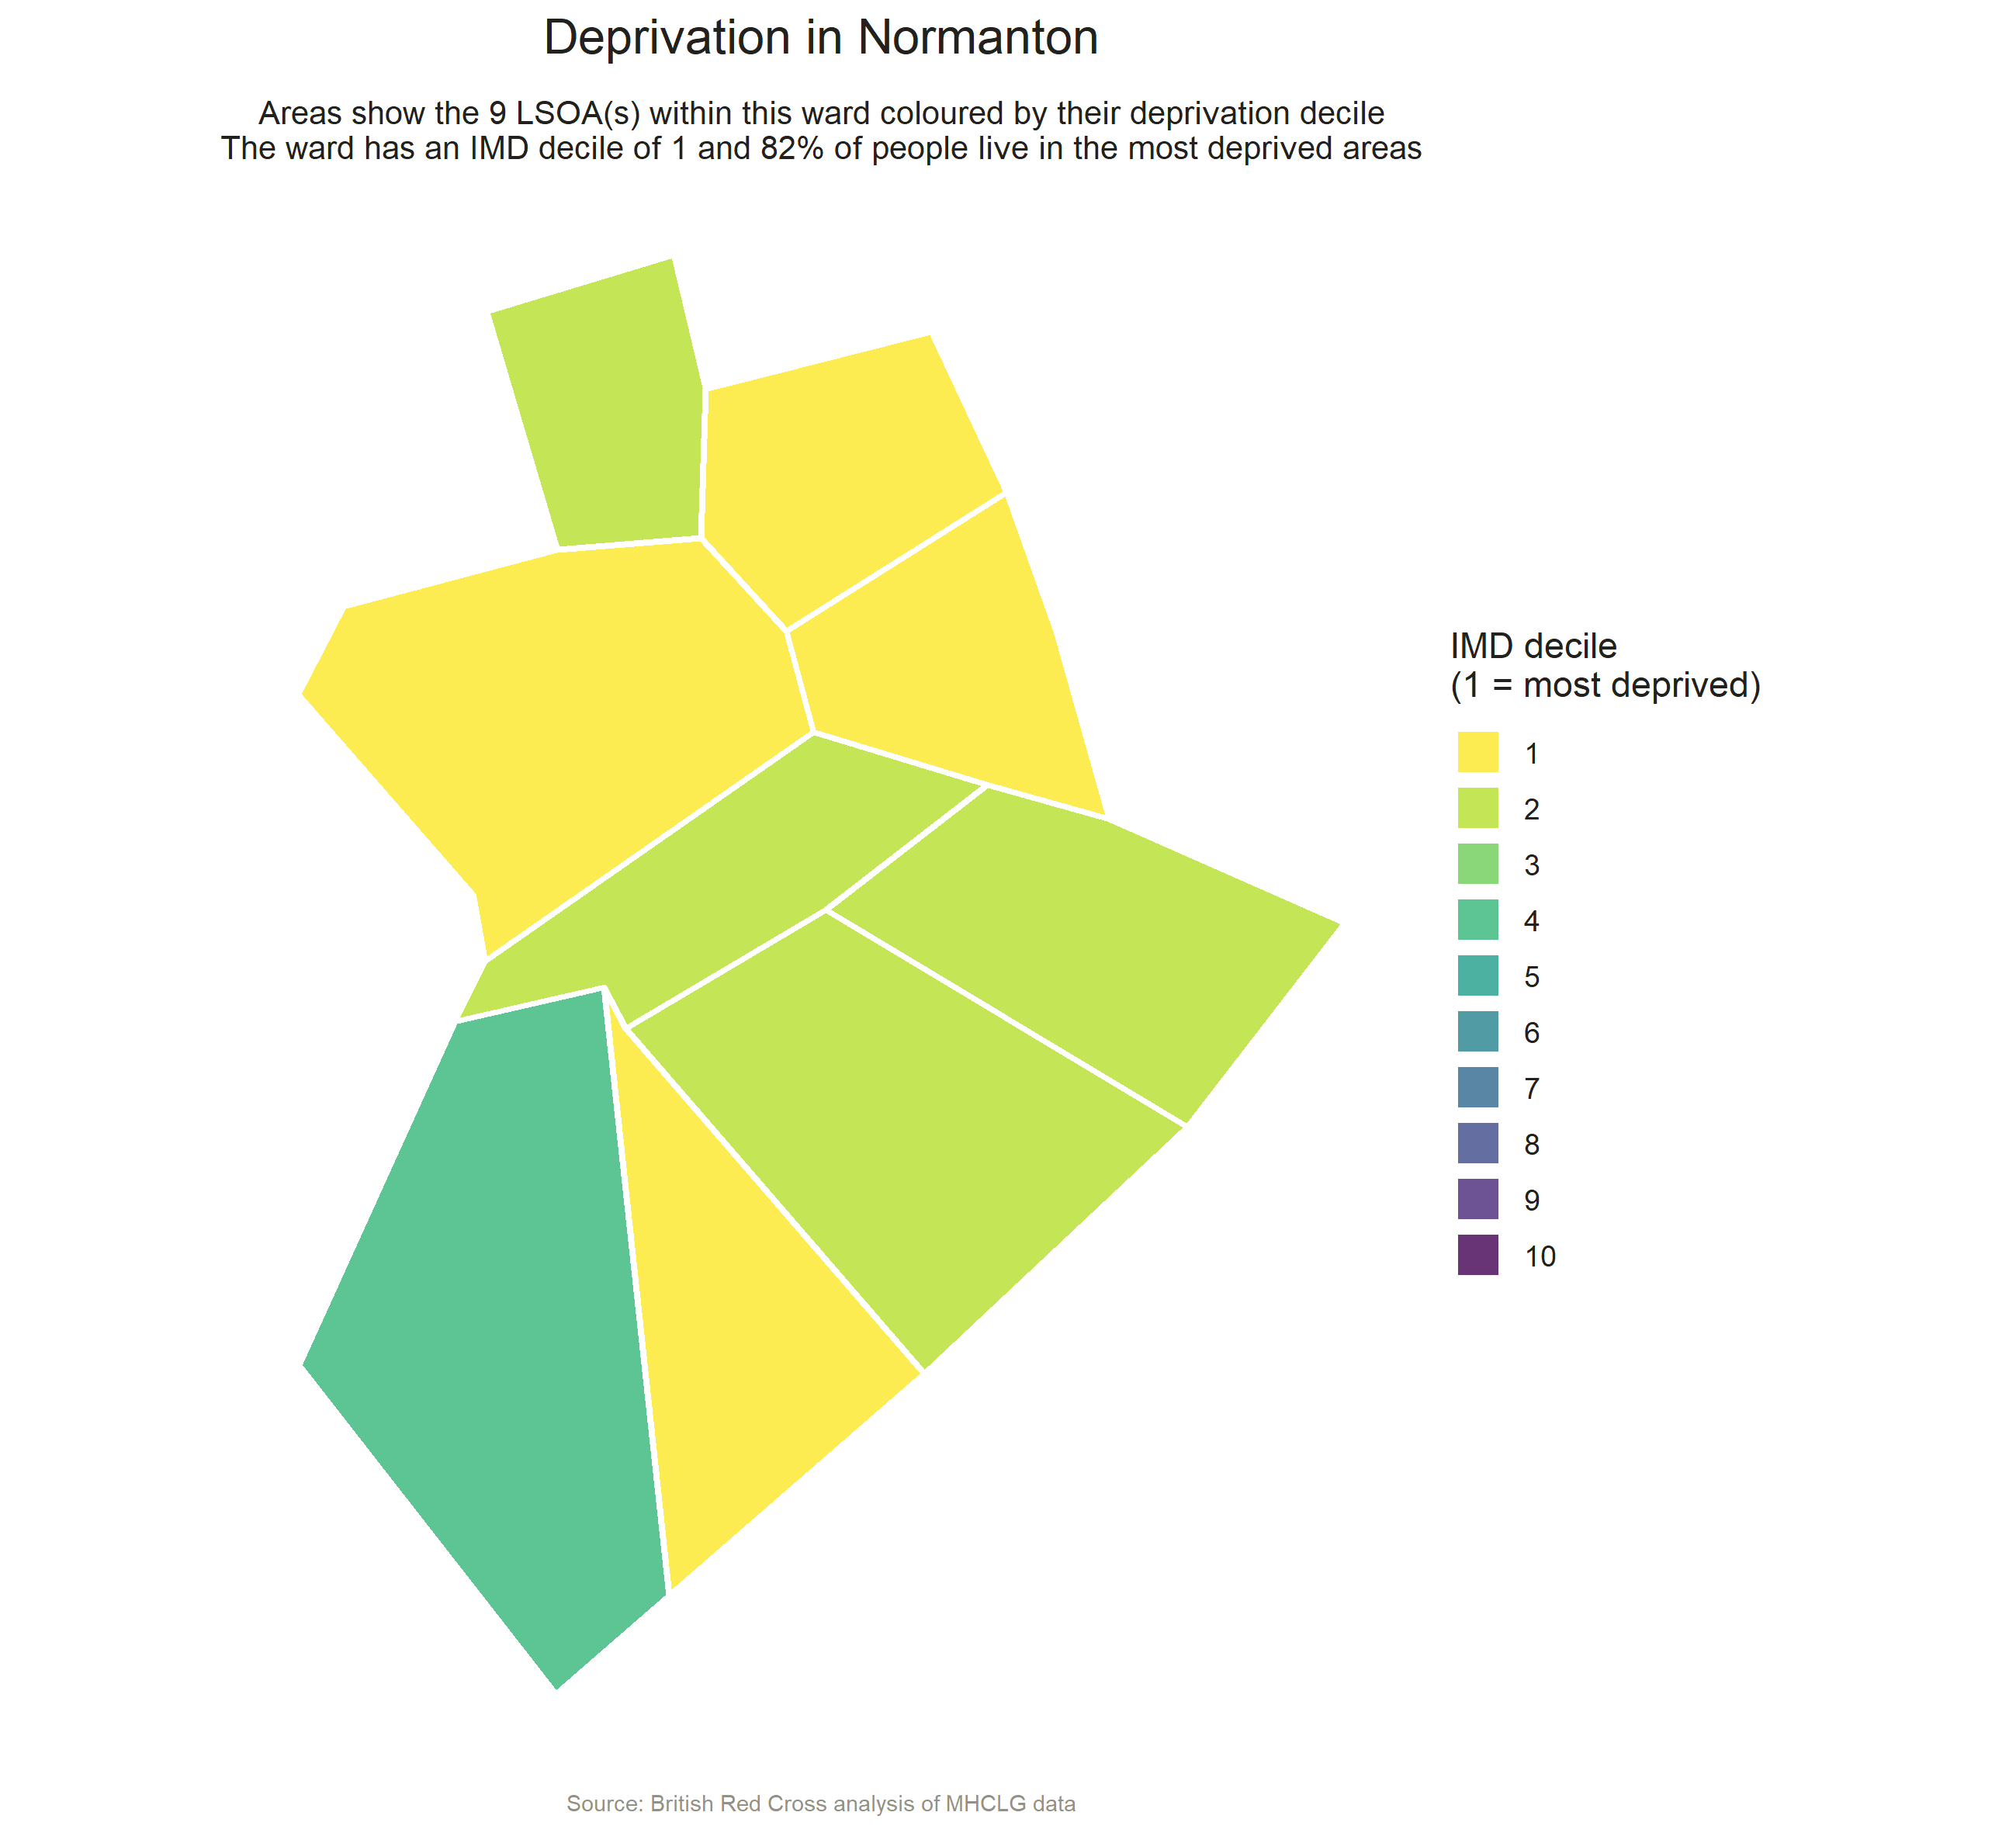 Deprivation in Normanton
Areas show the 9 LSOA(s) within this ward coloured by their deprivation decile
The ward has an IMD decile of 1 and 82% of people live in the most deprived areas
IMD decile
(1 = most deprived)
1
2
3
4
5
6
7
8
9
10
Source: British Red Cross analysis of MHCLG data